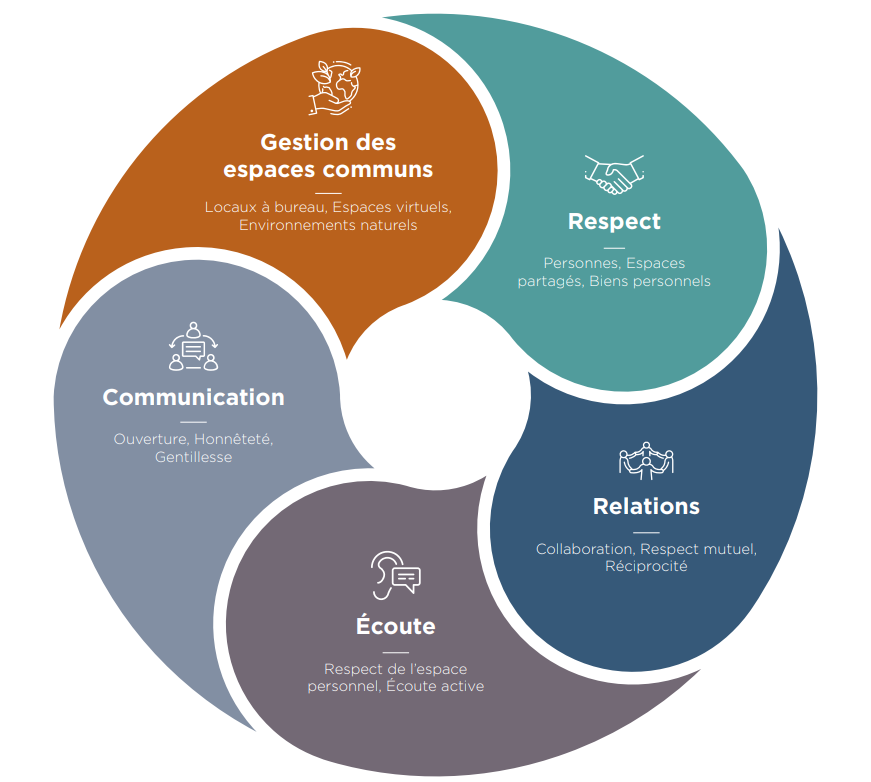 Gestion des
espaces communs
Locaux à bureau, Espaces virtuels,
Environnements naturels
Respect
Personnes, Espaces
partagés, Biens personnels
Relations
Collaboration, Respect mutuel,
Réciprocité
Écoute
Respect de l'espace
personnel, Écoute active
Communication
Ouverture, Honnêteté,
Gentillesse